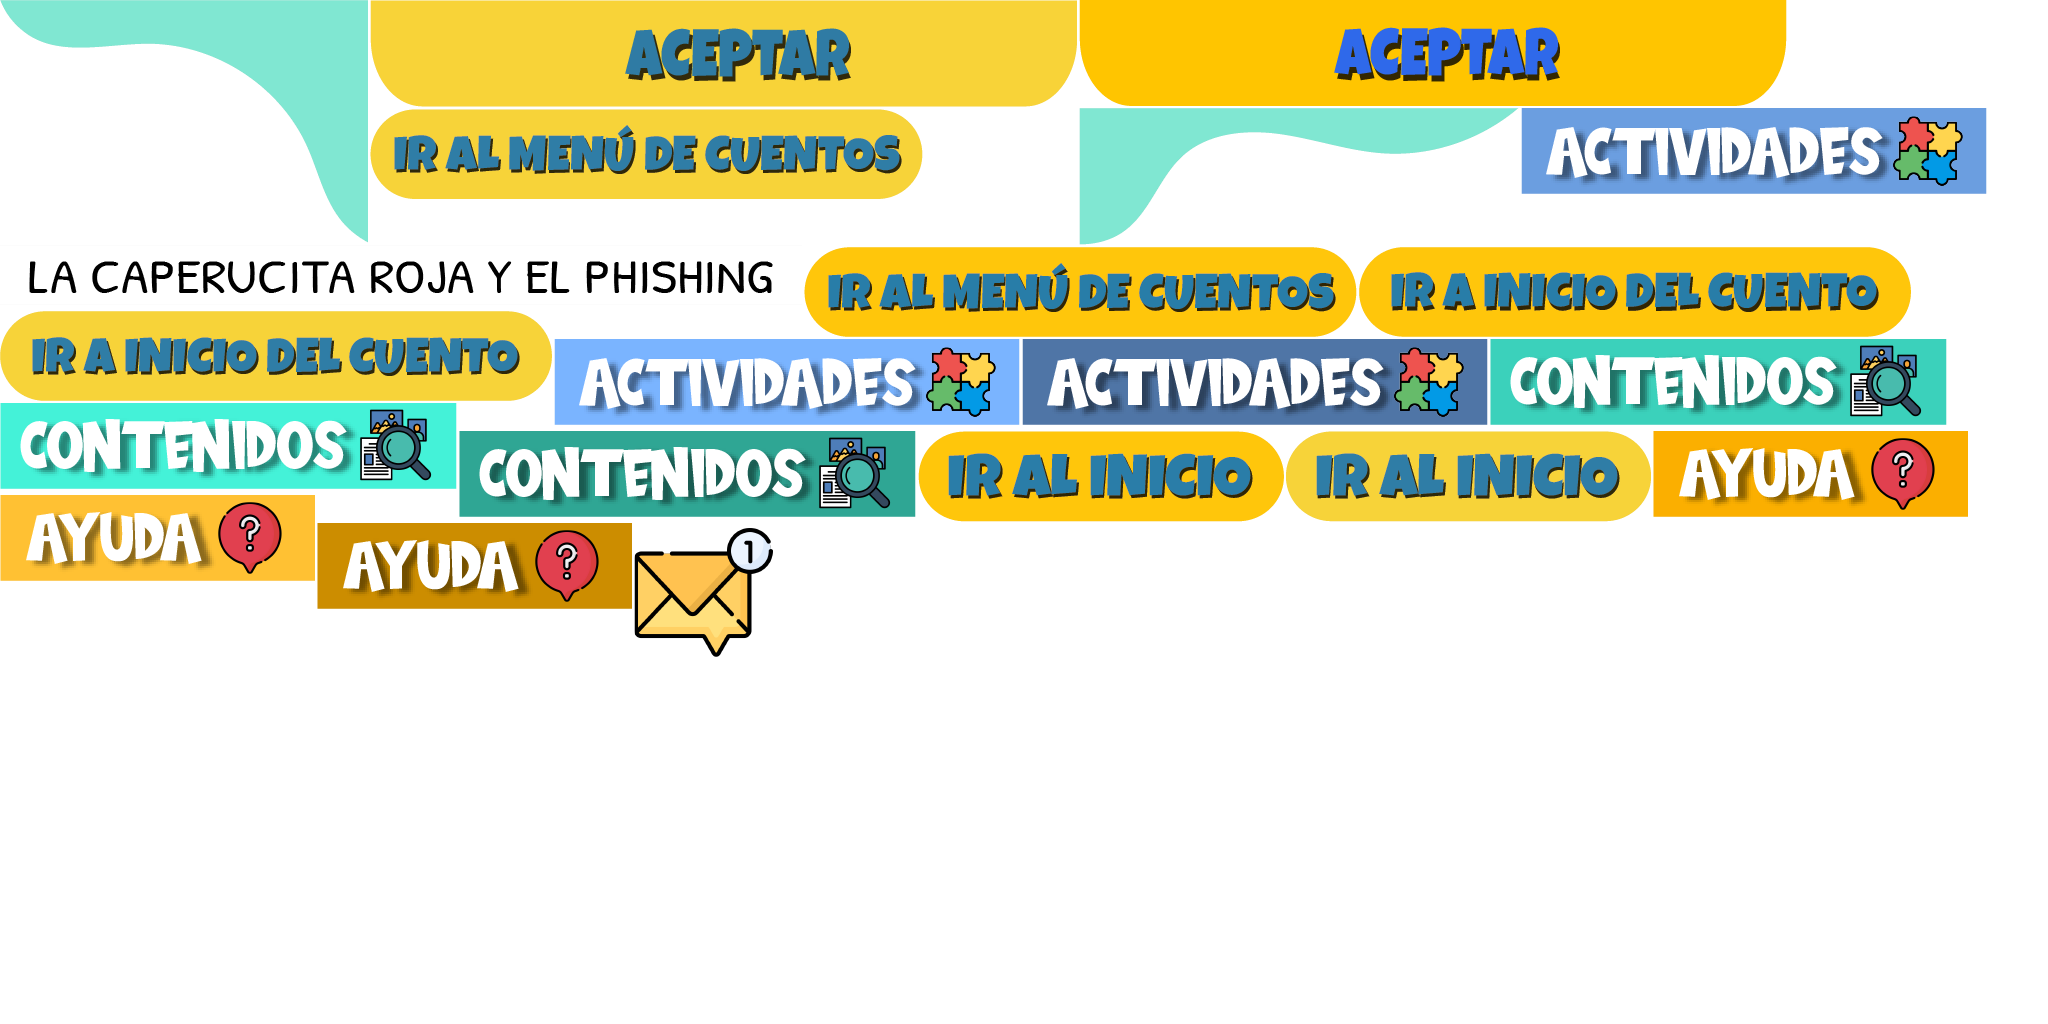 ACEPTAR
ACEPTAR
IR AL MENÚ DE CUENTOS
ACTIVIDADES
LA CAPERUCITA ROJA Y EL PHISHING
IR AL MENÚ DE CUENTOS
IR A INICIO DEL CUENTO
IR A INICIO DEL CUENTO
ACTIVIDADES
ACTIVIDADES
CONTENIDOS
CONTENIDOS
CONTENIDOS
IR AL INICIO
IR AL INICIO
AYUDA ?
AYUDA ?
AYUDA ?
1